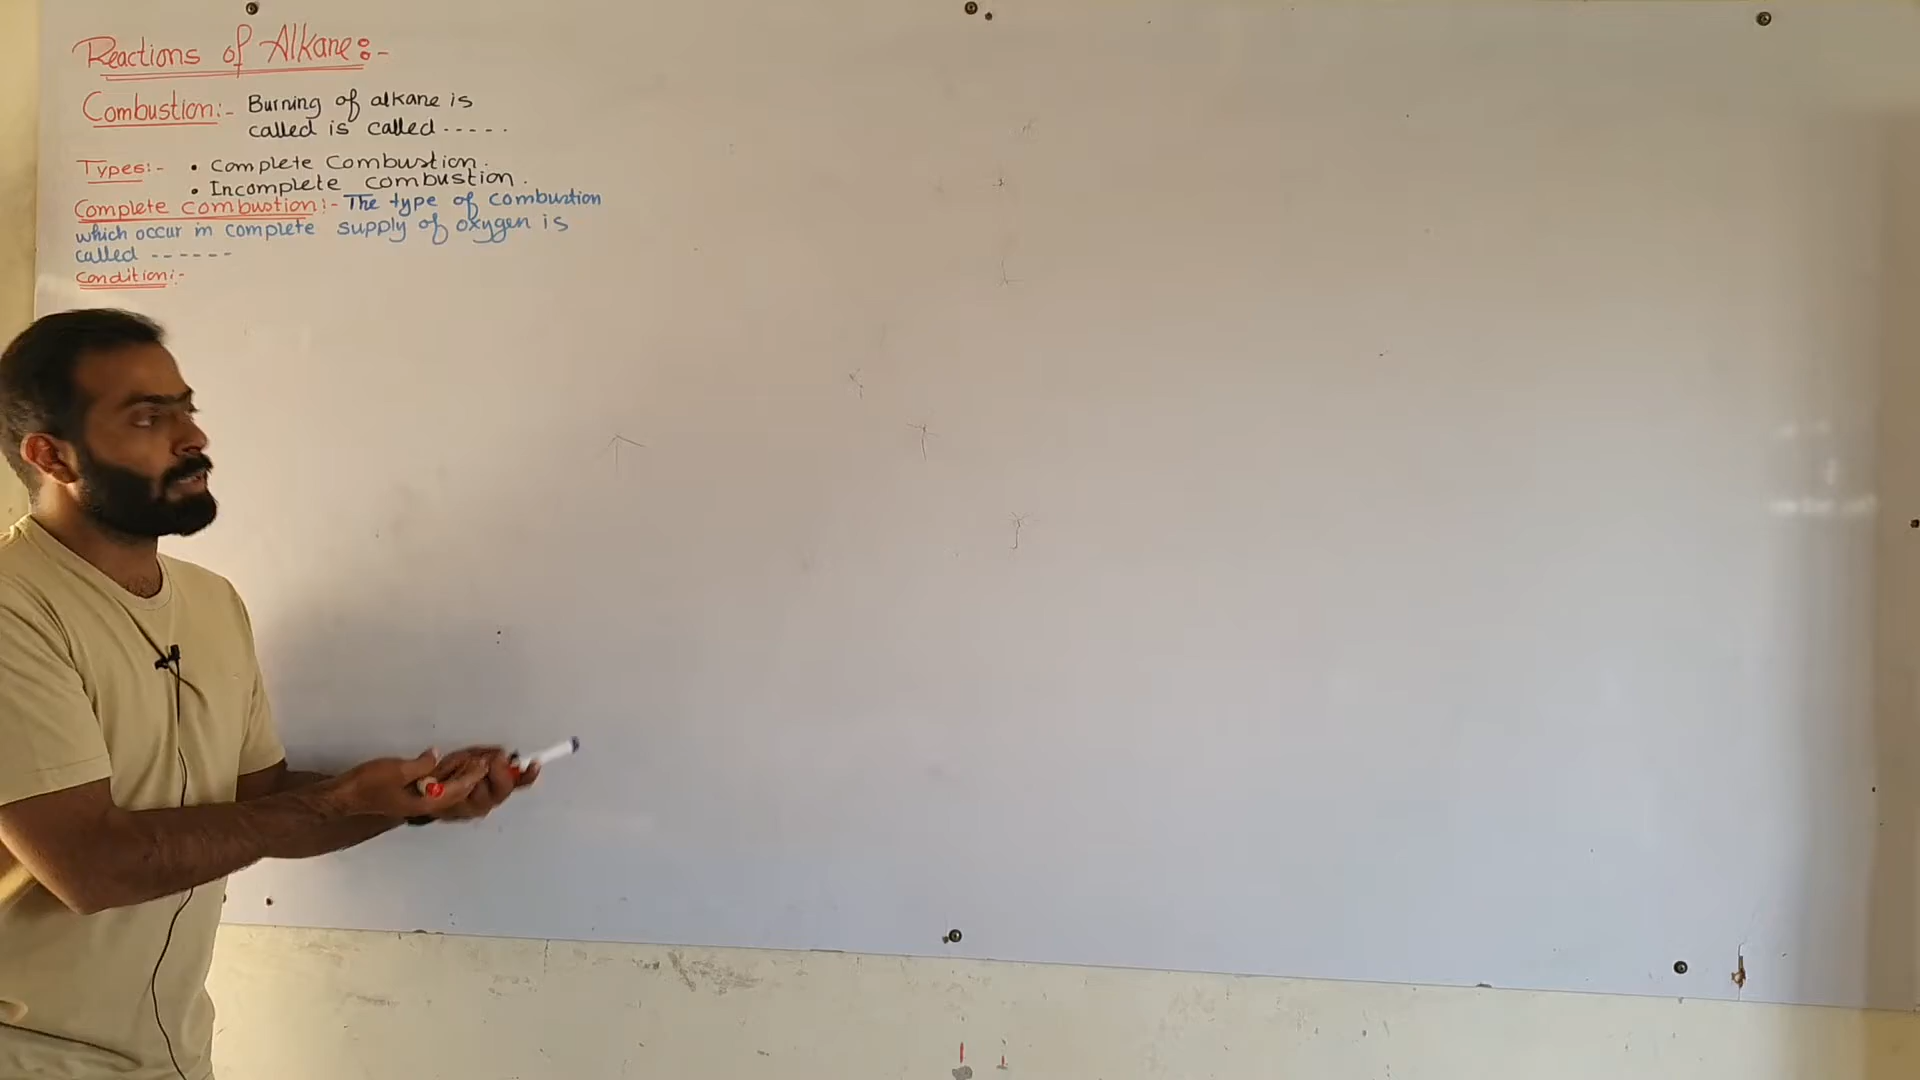 Reactions of Alkane:-
Combustion:- Burning of alkane is
called is called -----
Types:- • Complete Combustion.
• Incomplete combustion.
Complete combustion:- The type of combustion
which occur in complete supply of oxygen is
called ------
Condition:-